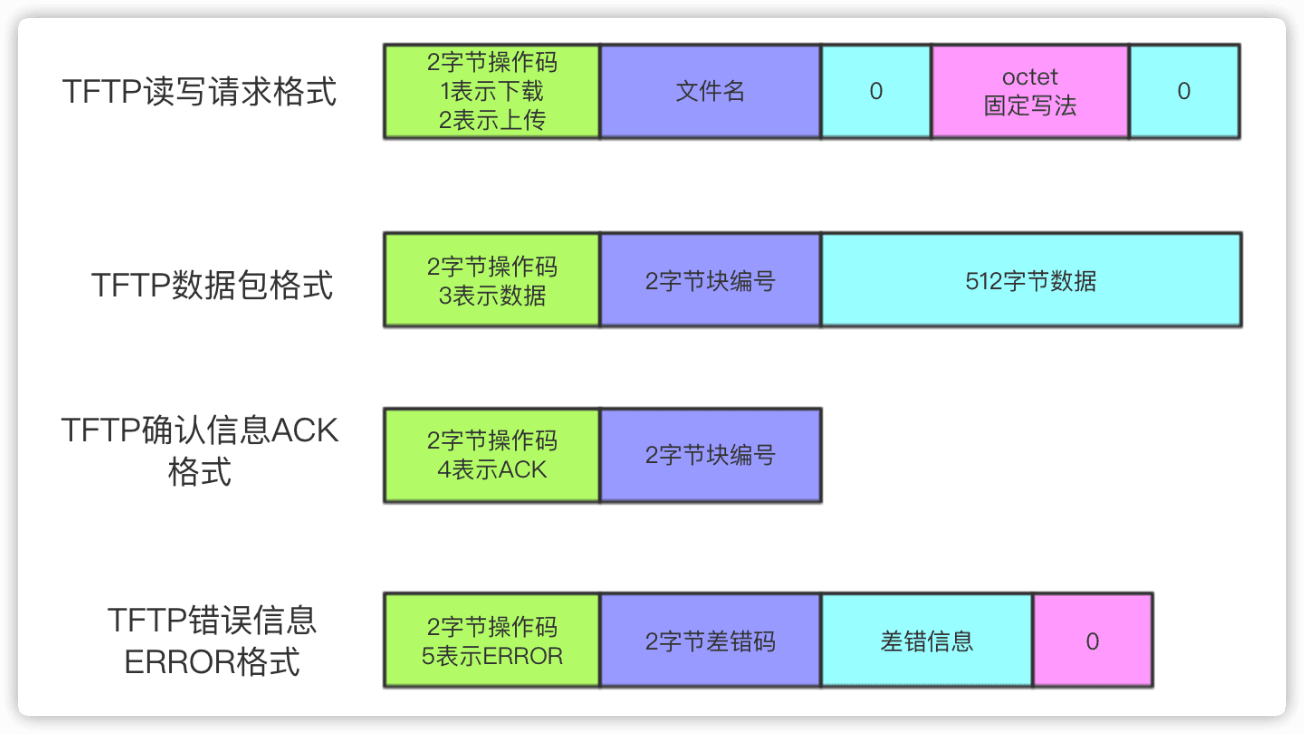 TFTP读写请求格式
2字节操作码
1表示下载
2表示上传
文件名
0
octet
固定写法
0
TFTP数据包格式
2字节操作码
3表示数据
2字节块编号
512字节数据
TFTP确认信息ACK
格式
2字节操作码
4表示ACK
2字节块编号
TFTP错误信息
ERROR格式
2字节操作码
5表示ERROR
2字节差错码
差错信息
0